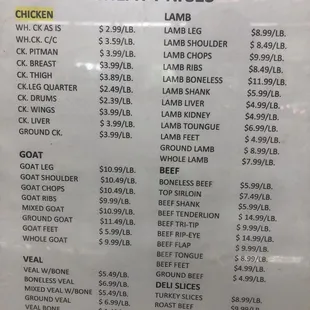 CHICKEN
WH. CK AS IS $ 2.99/LB.
WH.CK. C/C $ 3.59/LB.
CK. PITMAN $ 3.99/LB.
CK. BREAST $3.99/LB.
CK. THIGH $3.89/LB.
CK.LEG QUARTER $2.49/LB.
CK. DRUMS $2.39/LB.
CK. WINGS $3.99/LB.
CK. LIVER $ 3.99/LB.
GROUND CK. $3.99/LB.
GOAT
GOAT LEG $10.99/LB.
GOAT SHOULDER $10.49/LB.
GOAT CHOPS $10.49/LB.
GOAT RIBS $9.99/LB.
MIXED GOAT $10.99/LB.
GROUND GOAT $11.49/LB.
GOAT FEET $ 5.99/LB.
WHOLE GOAT $ 9.99/LB.
VEAL
VEAL W/BONE $5.49/LB.
BONELESS VEAL $6.99/LB.
MIXED VEAL W/BONE $5.49/LB.
GROUND VEAL $ 6.99/LB.
LAMB
LAMB LEG $8.99/LB.
LAMB SHOULDER $ 8,49/LB.
LAMB CHOPS $9.99/LB.
LAMB RIBS $8.49/LB.
LAMB BONELESS $11.99/LB.
LAMB SHANK $5.99/LB.
LAMB LIVER $4.99/LB.
LAMB KIDNEY $4.99/LB.
LAMB TOUNGUE $6.99/LB.
LAMB FEET $ 4.99/LB.
GROUND LAMB $ 8.99/LB.
WHOLE LAMB $7.99/LB.
BEEF
BONELESS BEEF $5.99/LB.
TOP SIRLOIN $7.49/LB.
BEEF SHANK $5.99/LB.
BEEF TENDERLION $ 14.99/LB.
BEEF TRI-TIP $ 9.99/LB.
BEEF RIP-EYE $ 14.99/LB.
BEEF FLAP $ 9.99/LB.
BEEF TONGUE $ 8.99/LB.
BEEF FEET $4.99/LB.
GROUND BEEF $ 4.99/LB.
DELI SLICES
TURKEY SLICES $8.99/LB.
ROAST BEEF